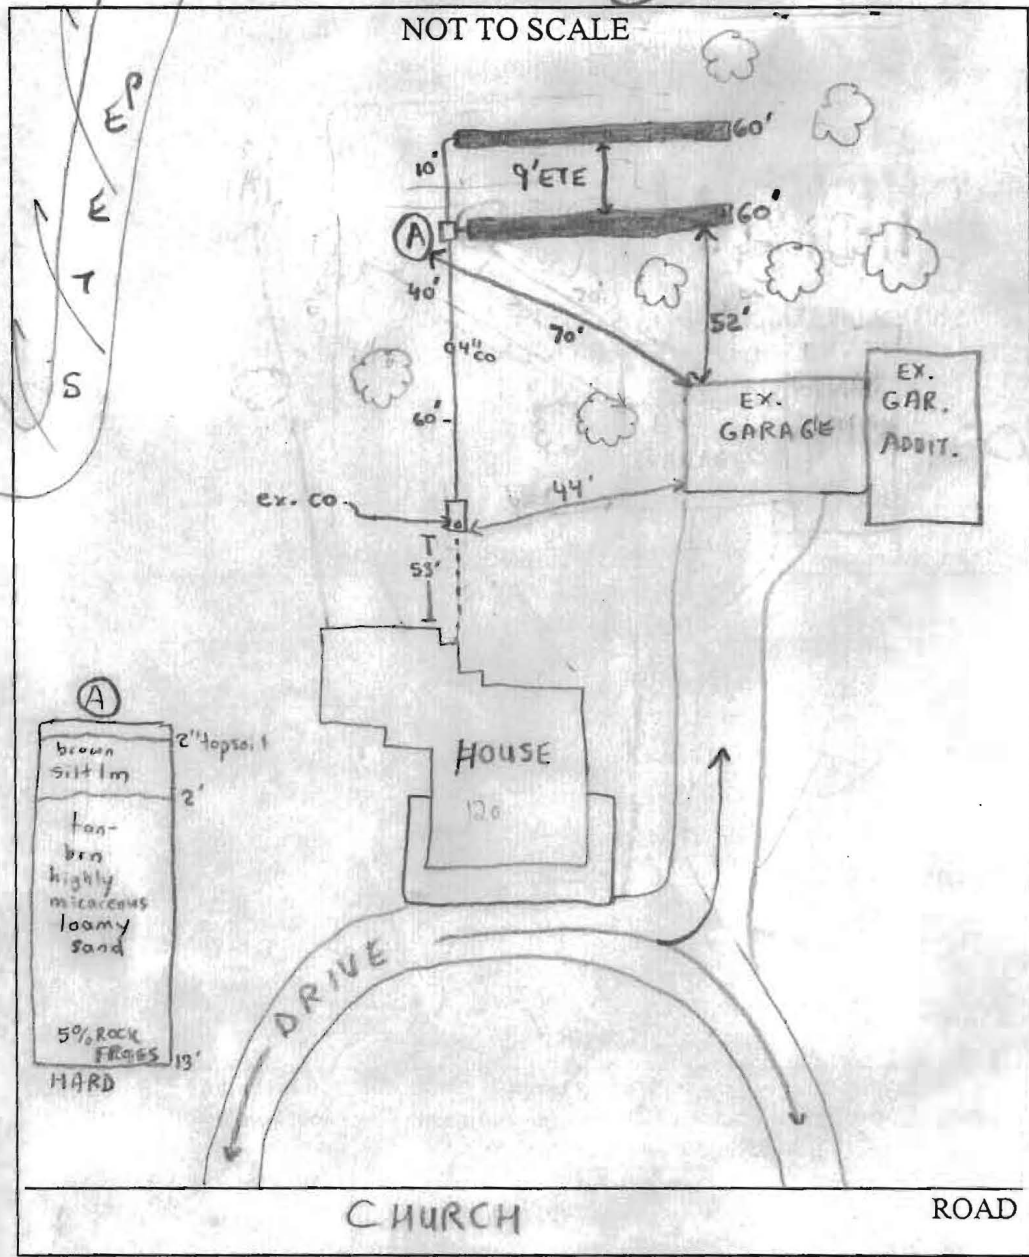 NOT TO SCALE
STEEP
60'
10'
9'ETE
60'
A
40'
4"
CO
70'
52'
60'
EX.
GARAGE
EX.
GAR.
ADDIT.
44'
ex. co
53'
A
2" topsoil
brown
silt lm
2'
tan-
brn
highly
micaceous
loamy
sand
5% ROCK
FRAGS
13'
HARD
HOUSE
120
DRIVE
CHURCH ROAD